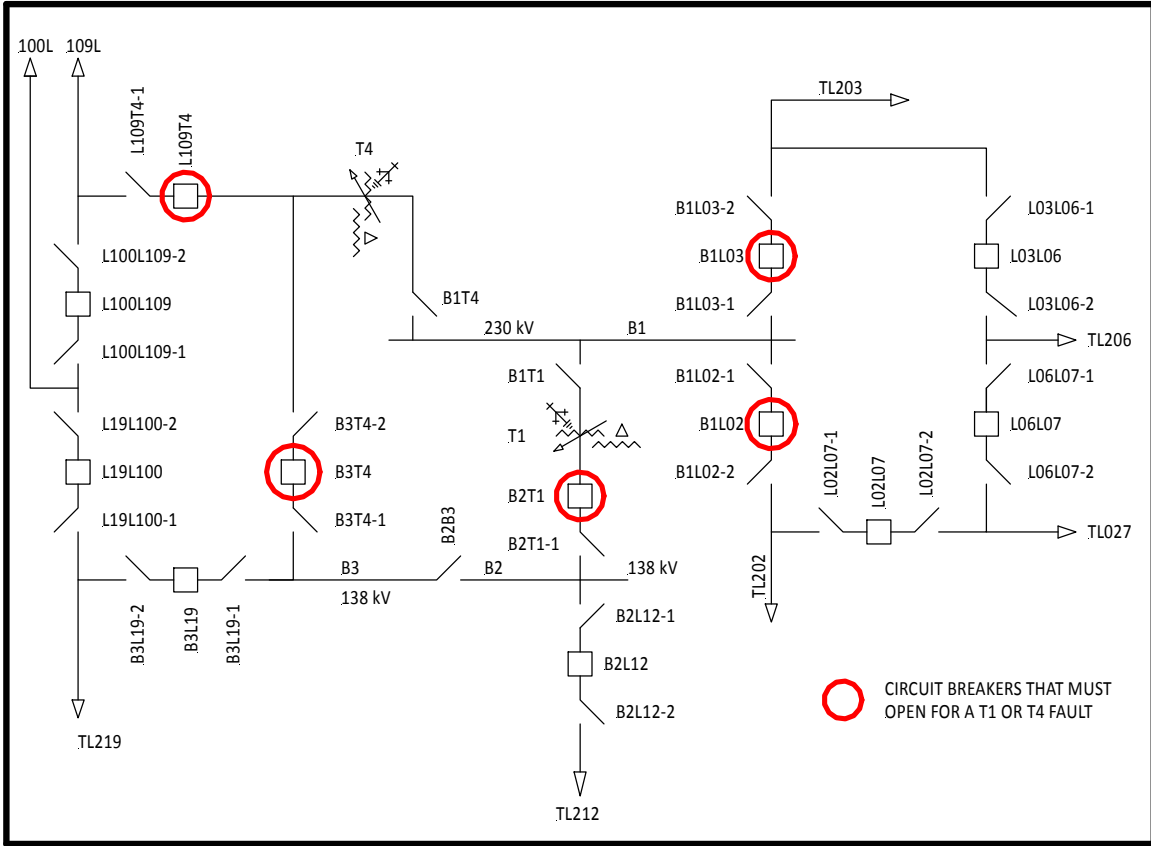 100L
109L
L109T4-1
L109T4
T4
TL203
L100L109-2
L100L109
L100L109-1
B1T4
230 kV
B1
B1L03-2
B1L03
B1L03-1
L03L06-1
L03L06
L03L06-2
TL206
L19L100-2
L19L100
L19L100-1
B3T4-2
B3T4
B3T4-1
B1T1
T1
B2T1
B2T1-1
B1L02-1
B1L02
B1L02-2
L06L07-1
L06L07
L06L07-2
L02L07-1
L02L07
L02L07-2
TL027
TL202
B2B3
B3
138 kV
B2
138 kV
B3L19-2
B3L19
B3L19-1
B2L12-1
B2L12
B2L12-2
TL219
TL212
CIRCUIT BREAKERS THAT MUST
OPEN FOR A T1 OR T4 FAULT